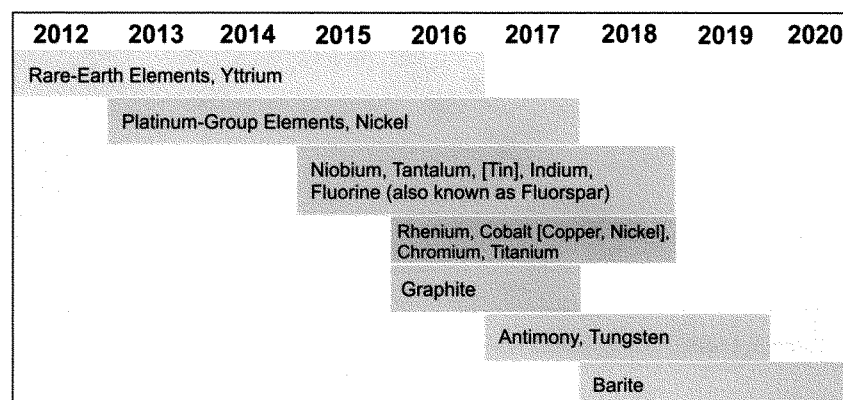 2012 2013 2014 2015 2016 2017 2018 2019 2020
Rare-Earth Elements, Yttrium
Platinum-Group Elements, Nickel
Niobium, Tantalum, [Tin], Indium,
Fluorine (also known as Fluorspar)
Rhenium, Cobalt [Copper, Nickel],
Chromium, Titanium
Graphite
Antimony, Tungsten
Barite